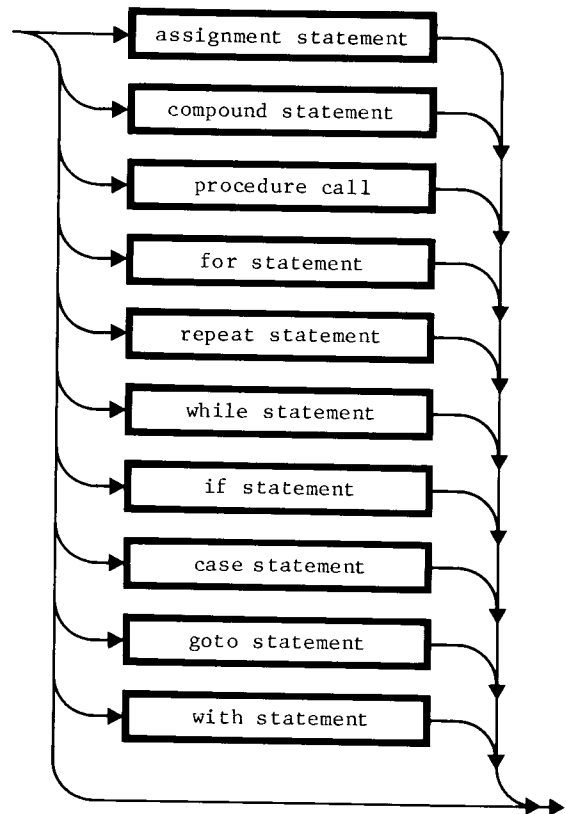 assignment statement
compound statement
procedure call
for statement
repeat statement
while statement
if statement
case statement
goto statement
with statement